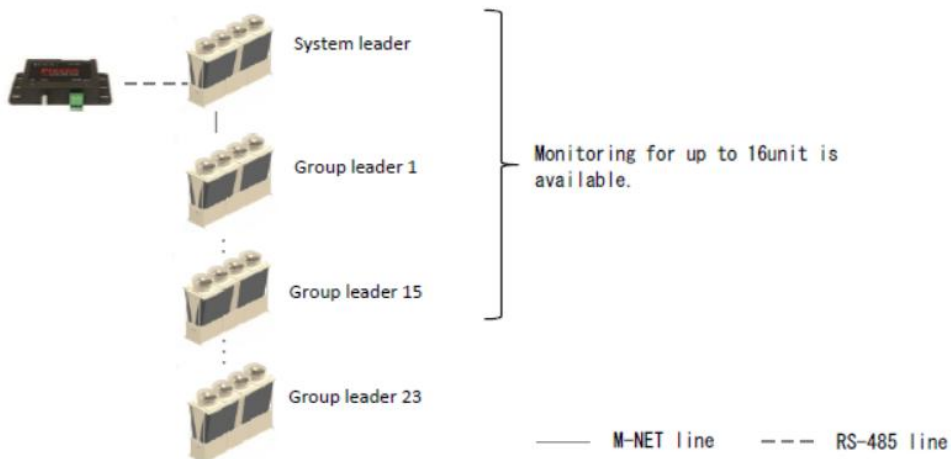 System leader
Group leader 1
Monitoring for up to 16unit is
available.
Group leader 15
Group leader 23
M-NET line
RS-485 line